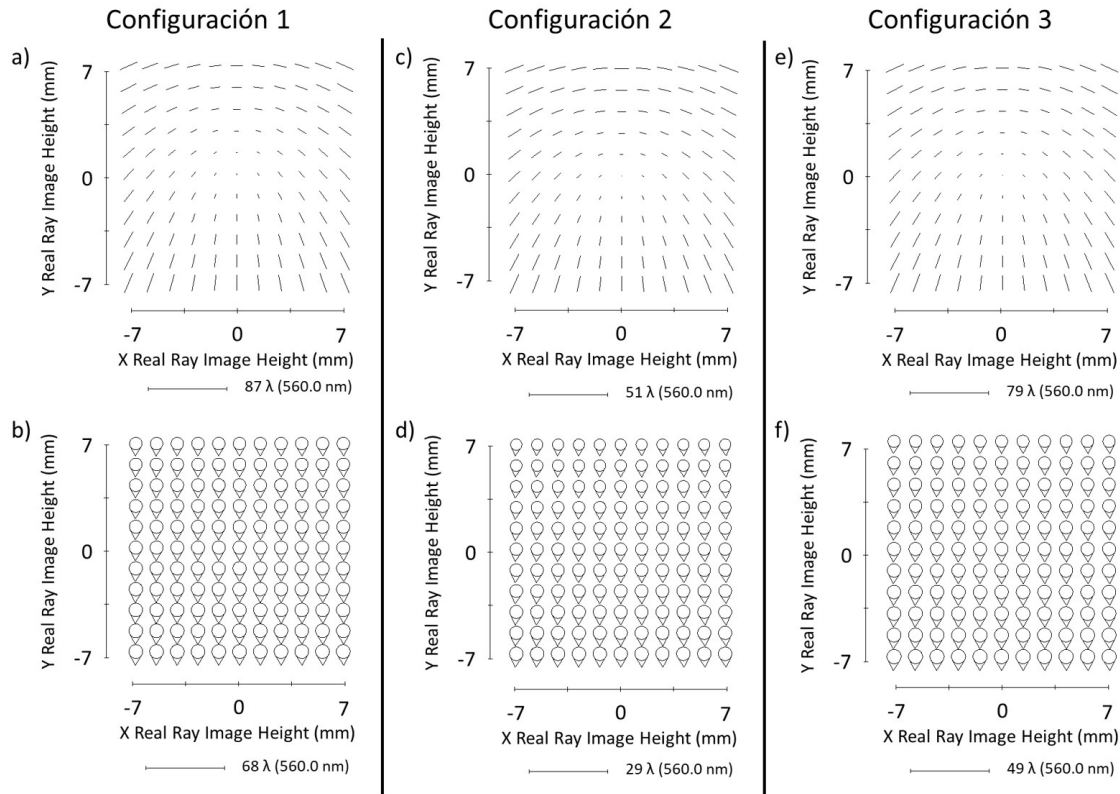 Configuración 1
Configuración 2
Configuración 3
a)
Y Real Ray Image Height (mm)
7
0
-7
-7 0 7
X Real Ray Image Height (mm)
87 λ (560.0 nm)
c)
Y Real Ray Image Height (mm)
7
0
-7
-7 0 7
X Real Ray Image Height (mm)
51 λ (560.0 nm)
e)
Y Real Ray Image Height (mm)
7
0
-7
-7 0 7
X Real Ray Image Height (mm)
79 λ (560.0 nm)
b)
Y Real Ray Image Height (mm)
7
0
-7
-7 0 7
X Real Ray Image Height (mm)
68 λ (560.0 nm)
d)
Y Real Ray Image Height (mm)
7
0
-7
-7 0 7
X Real Ray Image Height (mm)
29 λ (560.0 nm)
f)
Y Real Ray Image Height (mm)
7
0
-7
-7 0 7
X Real Ray Image Height (mm)
49 λ (560.0 nm)